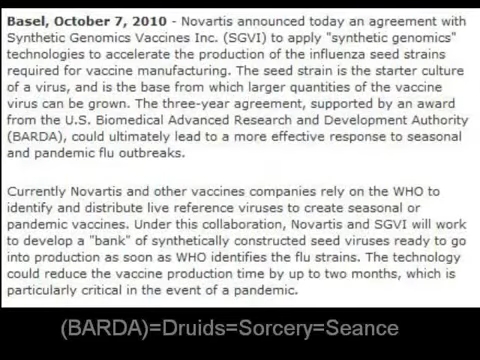 Basel, October 7, 2010 - Novartis announced today an agreement with
Synthetic Genomics Vaccines Inc. (SGVI) to apply "synthetic genomics"
technologies to accelerate the production of the influenza seed strains
required for vaccine manufacturing. The seed strain is the starter culture
of a virus, and is the base from which larger quantities of the vaccine
virus can be grown. The three-year agreement, supported by an award
from the U.S. Biomedical Advanced Research and Development Authority
(BARDA), could ultimately lead to a more effective response to seasonal
and pandemic flu outbreaks.
Currently Novartis and other vaccines companies rely on the WHO to
identify and distribute live reference viruses to create seasonal or
pandemic vaccines. Under this collaboration, Novartis and SGVI will work
to develop a "bank" of synthetically constructed seed viruses ready to go
into production as soon as WHO identifies the flu strains. The technology
could reduce the vaccine production time by up to two months, which is
particularly critical in the event of a pandemic.
(BARDA)=Druids=Sorcery=Seance